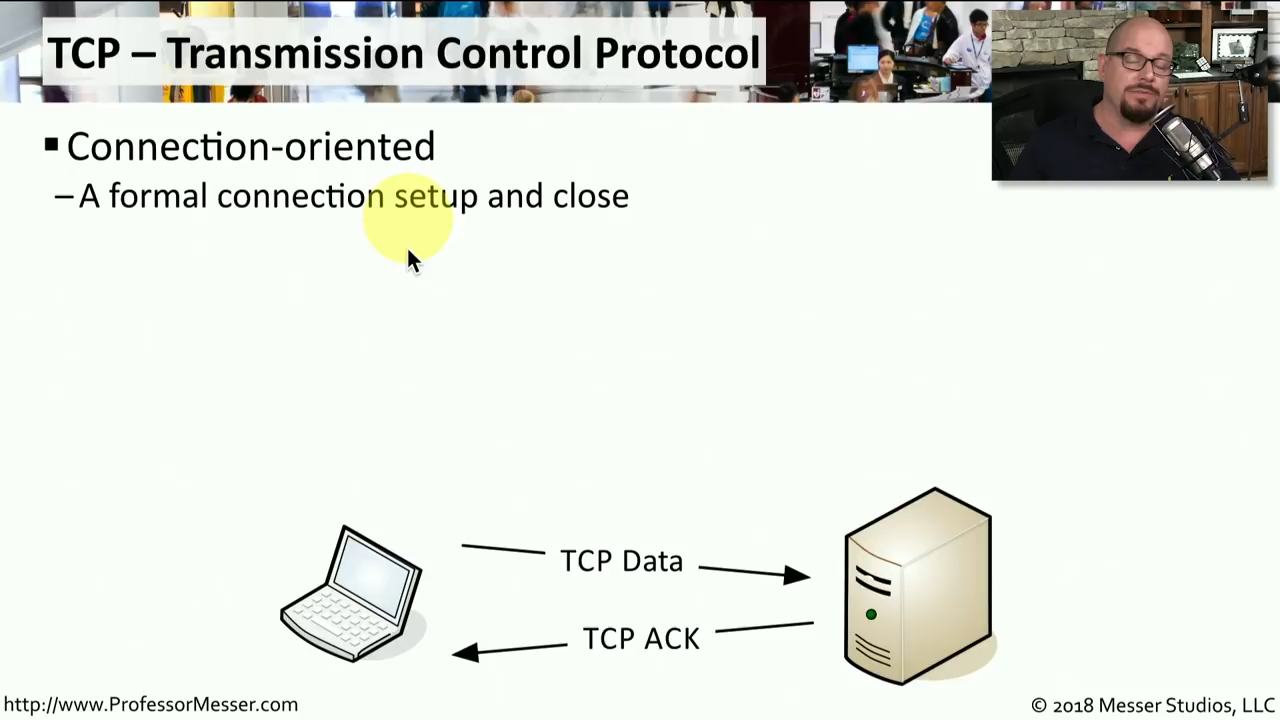 TCP – Transmission Control Protocol
▪ Connection-oriented
– A formal connection setup and close
TCP Data
TCP ACK
http://www.ProfessorMesser.com
© 2018 Messer Studios, LLC